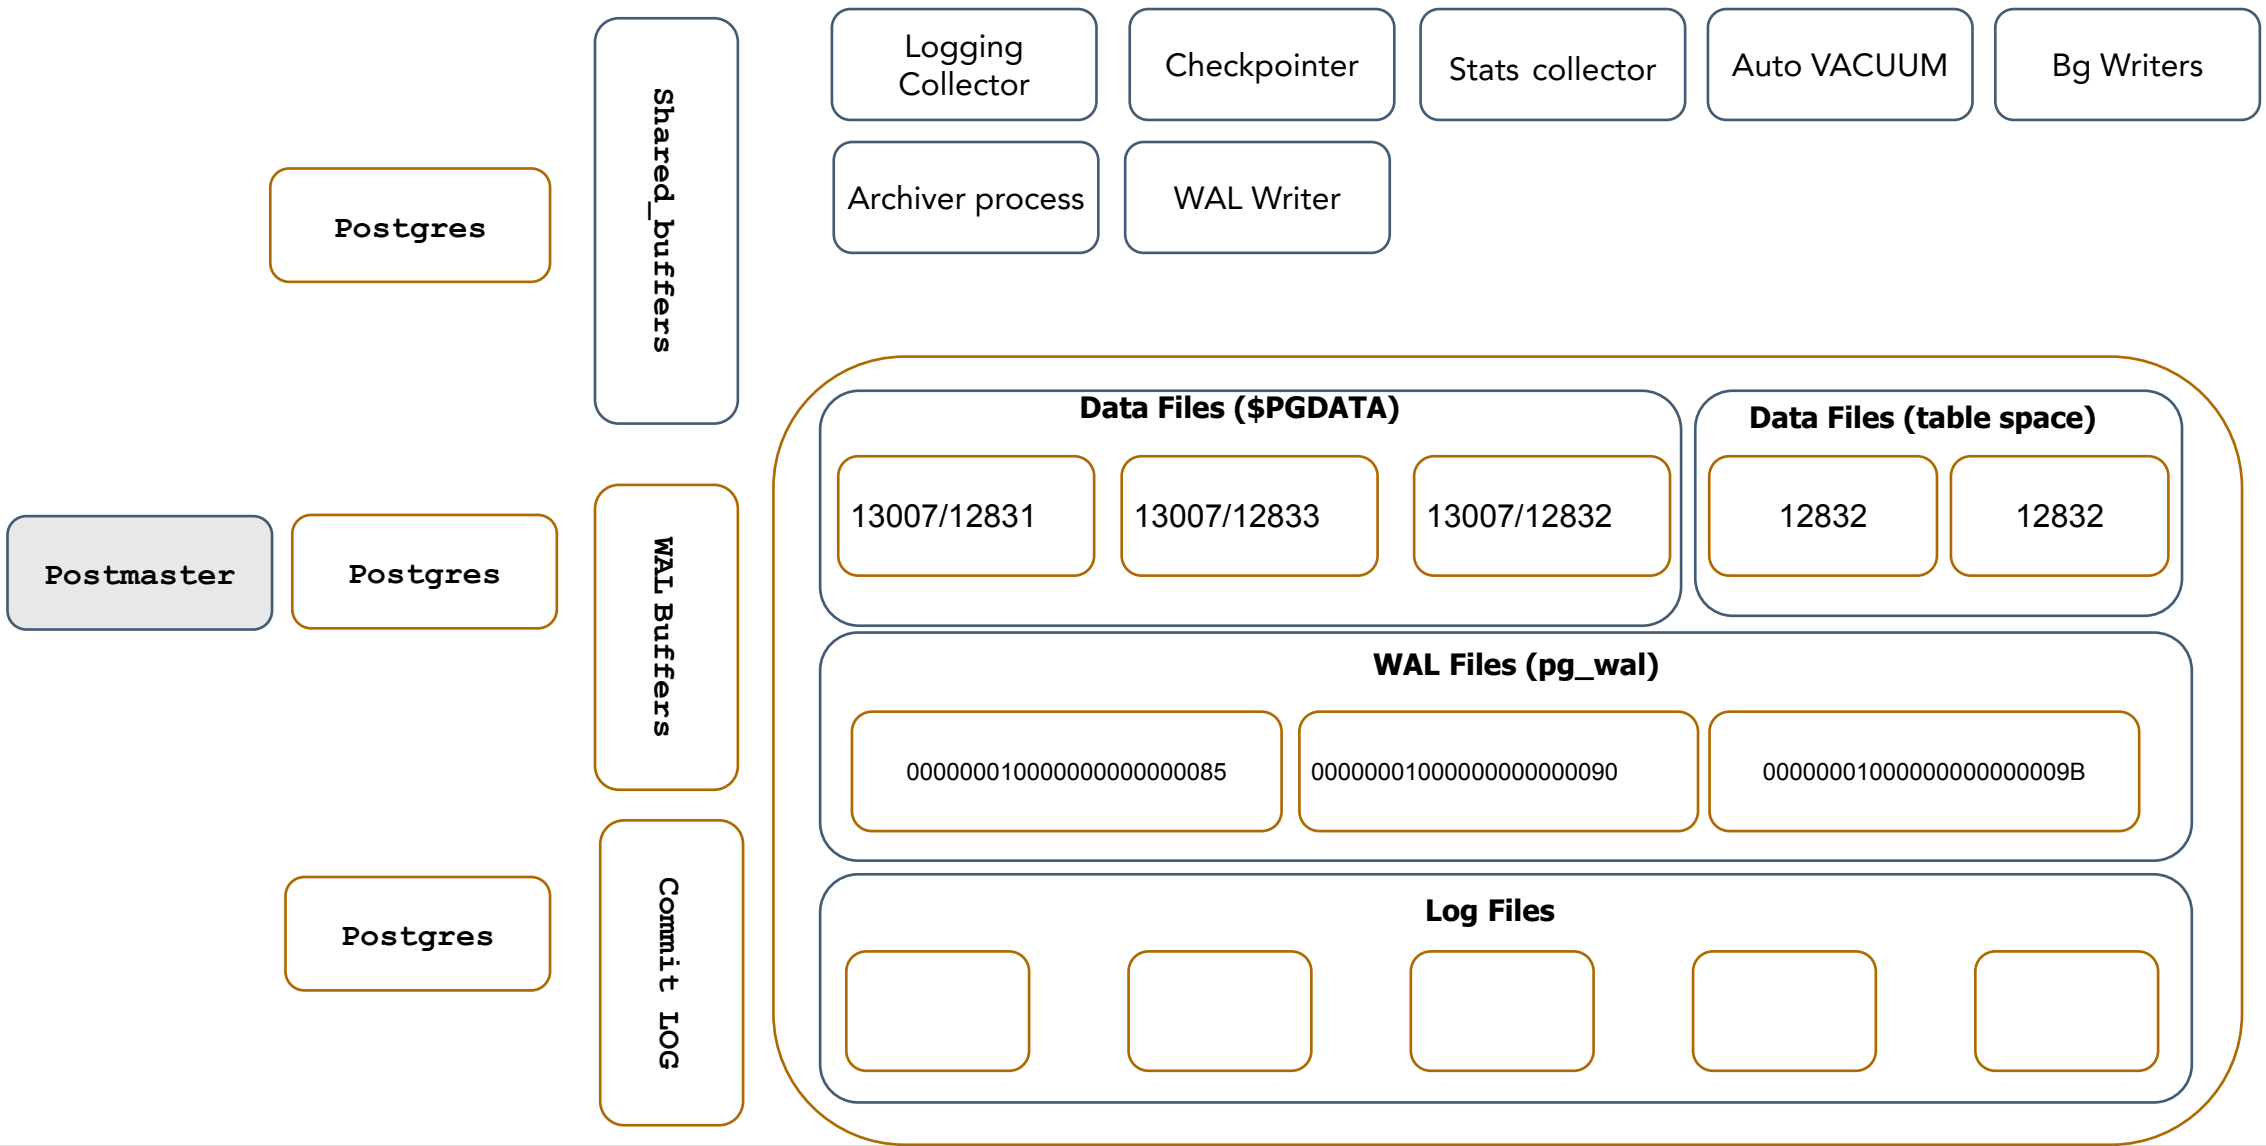 Logging
Collector
Checkpointer
Stats collector
Auto VACUUM
Bg Writers
Archiver process
WAL Writer
Shared_buffers
Postgres
Data Files ($PGDATA)
Data Files (table space)
13007/12831
13007/12833
13007/12832
12832
12832
Postmaster
Postgres
WAL Buffers
WAL Files (pg_wal)
000000010000000000000085
00000001000000000000090
00000001000000000000009B
Postgres
Commit LOG
Log Files